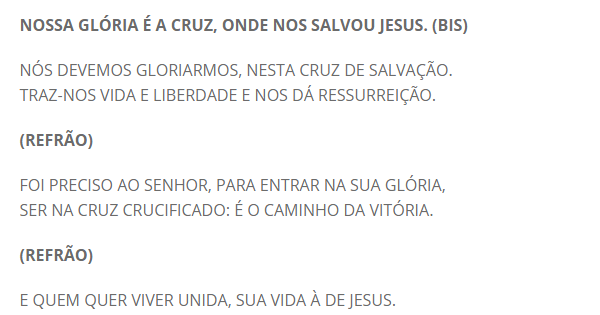 NOSSA GLÓRIA É A CRUZ, ONDE NOS SALVOU JESUS. (BIS)
NÓS DEVEMOS GLORIARMOS, NESTA CRUZ DE SALVAÇÃO.
TRAZ-NOS VIDA E LIBERDADE E NOS DÁ RESSURREIÇÃO.
(REFRÃO)
FOI PRECISO AO SENHOR, PARA ENTRAR NA SUA GLÓRIA,
SER NA CRUZ CRUCIFICADO: É O CAMINHO DA VITÓRIA.
(REFRÃO)
E QUEM QUER VIVER UNIDA, SUA VIDA À DE JESUS.